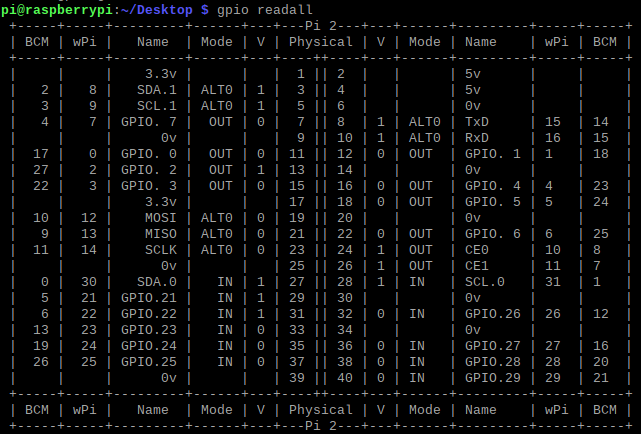 pi@raspberrypi:~/Desktop $ gpio readall
 +-----+-----+---------+------+---+---Pi 2---+---+------+---------+-----+-----+
 | BCM | wPi |   Name  | Mode | V | Physical | V | Mode | Name    | wPi | BCM |
 +-----+-----+---------+------+---+----++----+---+------+---------+-----+-----+
 |     |     |    3.3v |      |   |  1 || 2  |   |      | 5v      |     |     |
 |   2 |   8 |   SDA.1 | ALT0 | 1 |  3 || 4  |   |      | 5v      |     |     |
 |   3 |   9 |   SCL.1 | ALT0 | 1 |  5 || 6  |   |      | 0v      |     |     |
 |   4 |   7 | GPIO. 7 |  OUT | 0 |  7 || 8  | 1 | ALT0 | TxD     | 15  | 14  |
 |     |     |      0v |      |   |  9 || 10 | 1 | ALT0 | RxD     | 16  | 15  |
 |  17 |   0 | GPIO. 0 |  OUT | 0 | 11 || 12 | 0 | OUT  | GPIO. 1 | 1   | 18  |
 |  27 |   2 | GPIO. 2 |  OUT | 1 | 13 || 14 |   |      | 0v      |     |     |
 |  22 |   3 | GPIO. 3 |  OUT | 0 | 15 || 16 | 0 | OUT  | GPIO. 4 | 4   | 23  |
 |     |     |    3.3v |      |   | 17 || 18 | 0 | OUT  | GPIO. 5 | 5   | 24  |
 |  10 |  12 |    MOSI | ALT0 | 0 | 19 || 20 |   |      | 0v      |     |     |
 |   9 |  13 |    MISO | ALT0 | 0 | 21 || 22 | 0 | OUT  | GPIO. 6 | 6   | 25  |
 |  11 |  14 |    SCLK | ALT0 | 0 | 23 || 24 | 1 | OUT  | CE0     | 10  | 8   |
 |     |     |      0v |      |   | 25 || 26 | 1 | OUT  | CE1     | 11  | 7   |
 |   0 |  30 |   SDA.0 |   IN | 1 | 27 || 28 | 1 | IN   | SCL.0   | 31  | 1   |
 |   5 |  21 | GPIO.21 |   IN | 1 | 29 || 30 |   |      | 0v      |     |     |
 |   6 |  22 | GPIO.22 |   IN | 1 | 31 || 32 | 0 | IN   | GPIO.26 | 26  | 12  |
 |  13 |  23 | GPIO.23 |   IN | 0 | 33 || 34 |   |      | 0v      |     |     |
 |  19 |  24 | GPIO.24 |   IN | 0 | 35 || 36 | 0 | IN   | GPIO.27 | 27  | 16  |
 |  26 |  25 | GPIO.25 |   IN | 0 | 37 || 38 | 0 | IN   | GPIO.28 | 28  | 20  |
 |     |     |      0v |      |   | 39 || 40 | 0 | IN   | GPIO.29 | 29  | 21  |
 +-----+-----+---------+------+---+----++----+---+------+---------+-----+-----+
 | BCM | wPi |   Name  | Mode | V | Physical | V | Mode | Name    | wPi | BCM |
 +-----+-----+---------+------+---+---Pi 2---+---+------+---------+-----+-----+